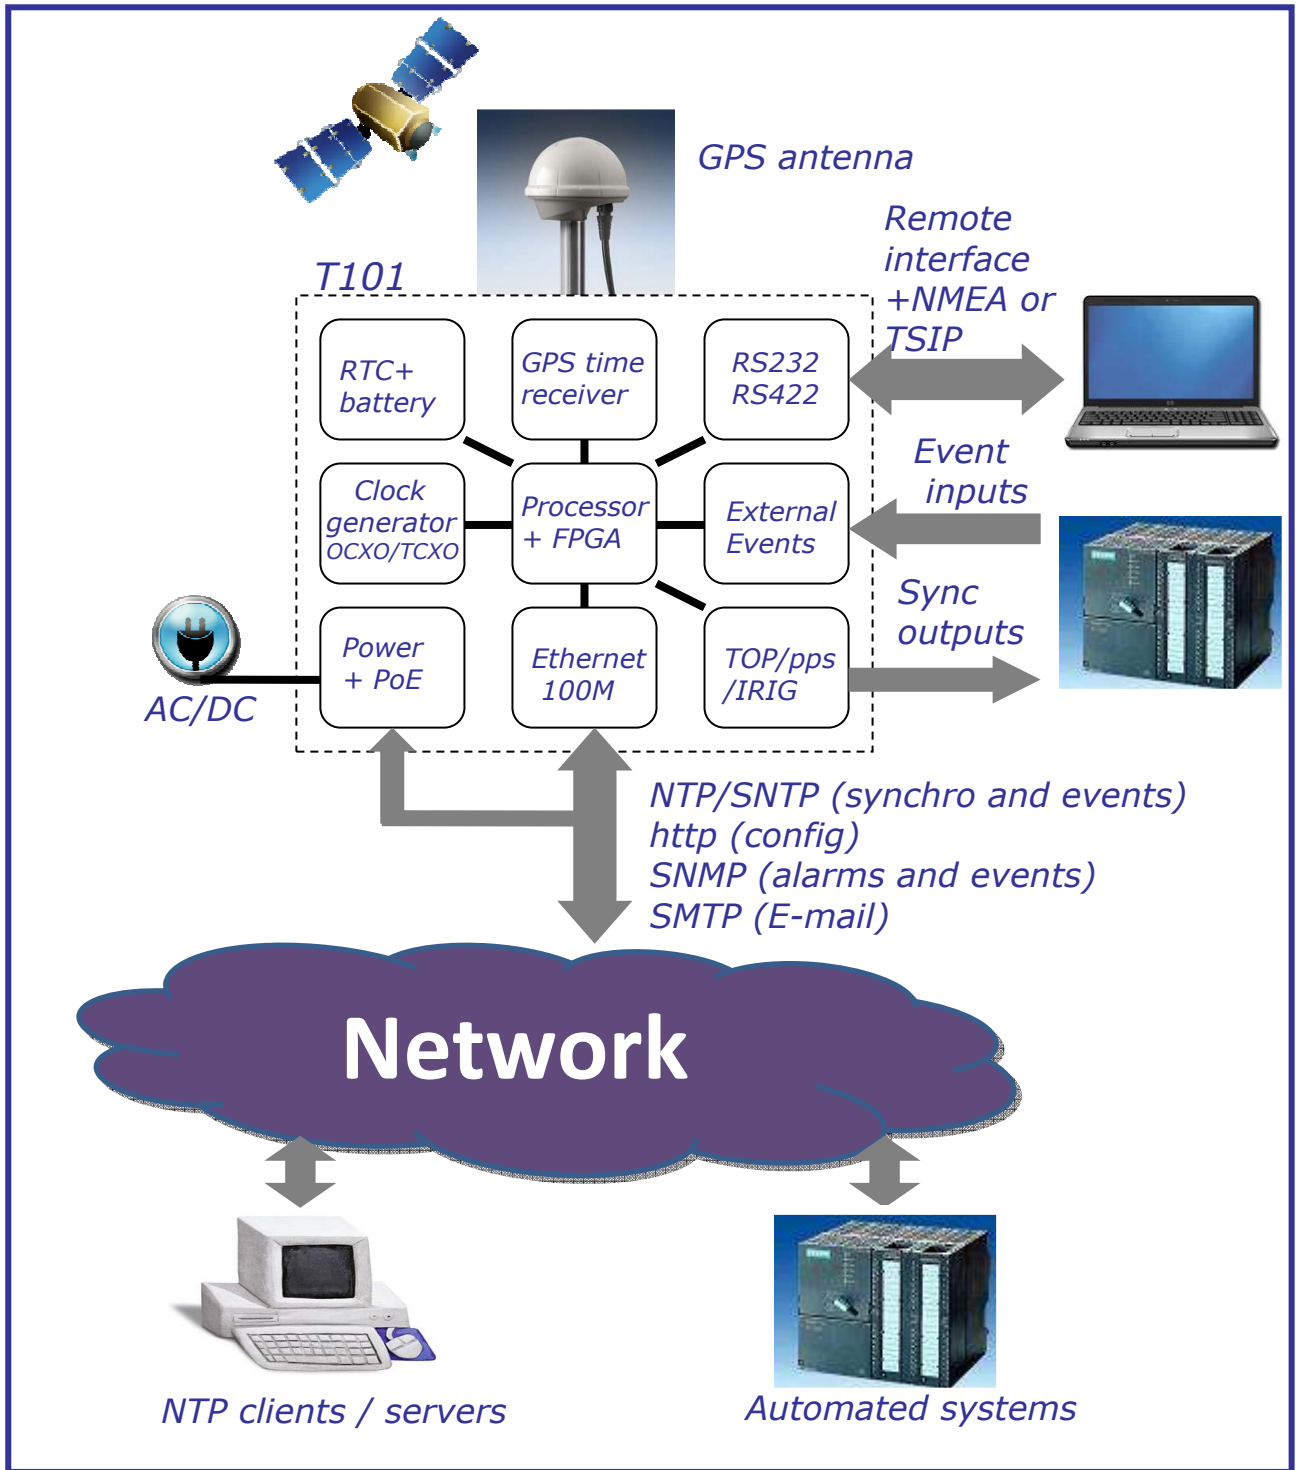 GPS antenna
Remote
interface
+NMEA or
TSIP
T101
RTC+
battery
GPS time
receiver
RS232
RS422
Clock
generator
OCXO/TCXO
Processor
+ FPGA
External
Events
Event
inputs
Power
+ PoE
Ethernet
100M
TOP/pps
/IRIG
Sync
outputs
AC/DC
NTP/SNTP (synchro and events)
http (config)
SNMP (alarms and events)
SMTP (E-mail)
Network
NTP clients / servers
Automated systems